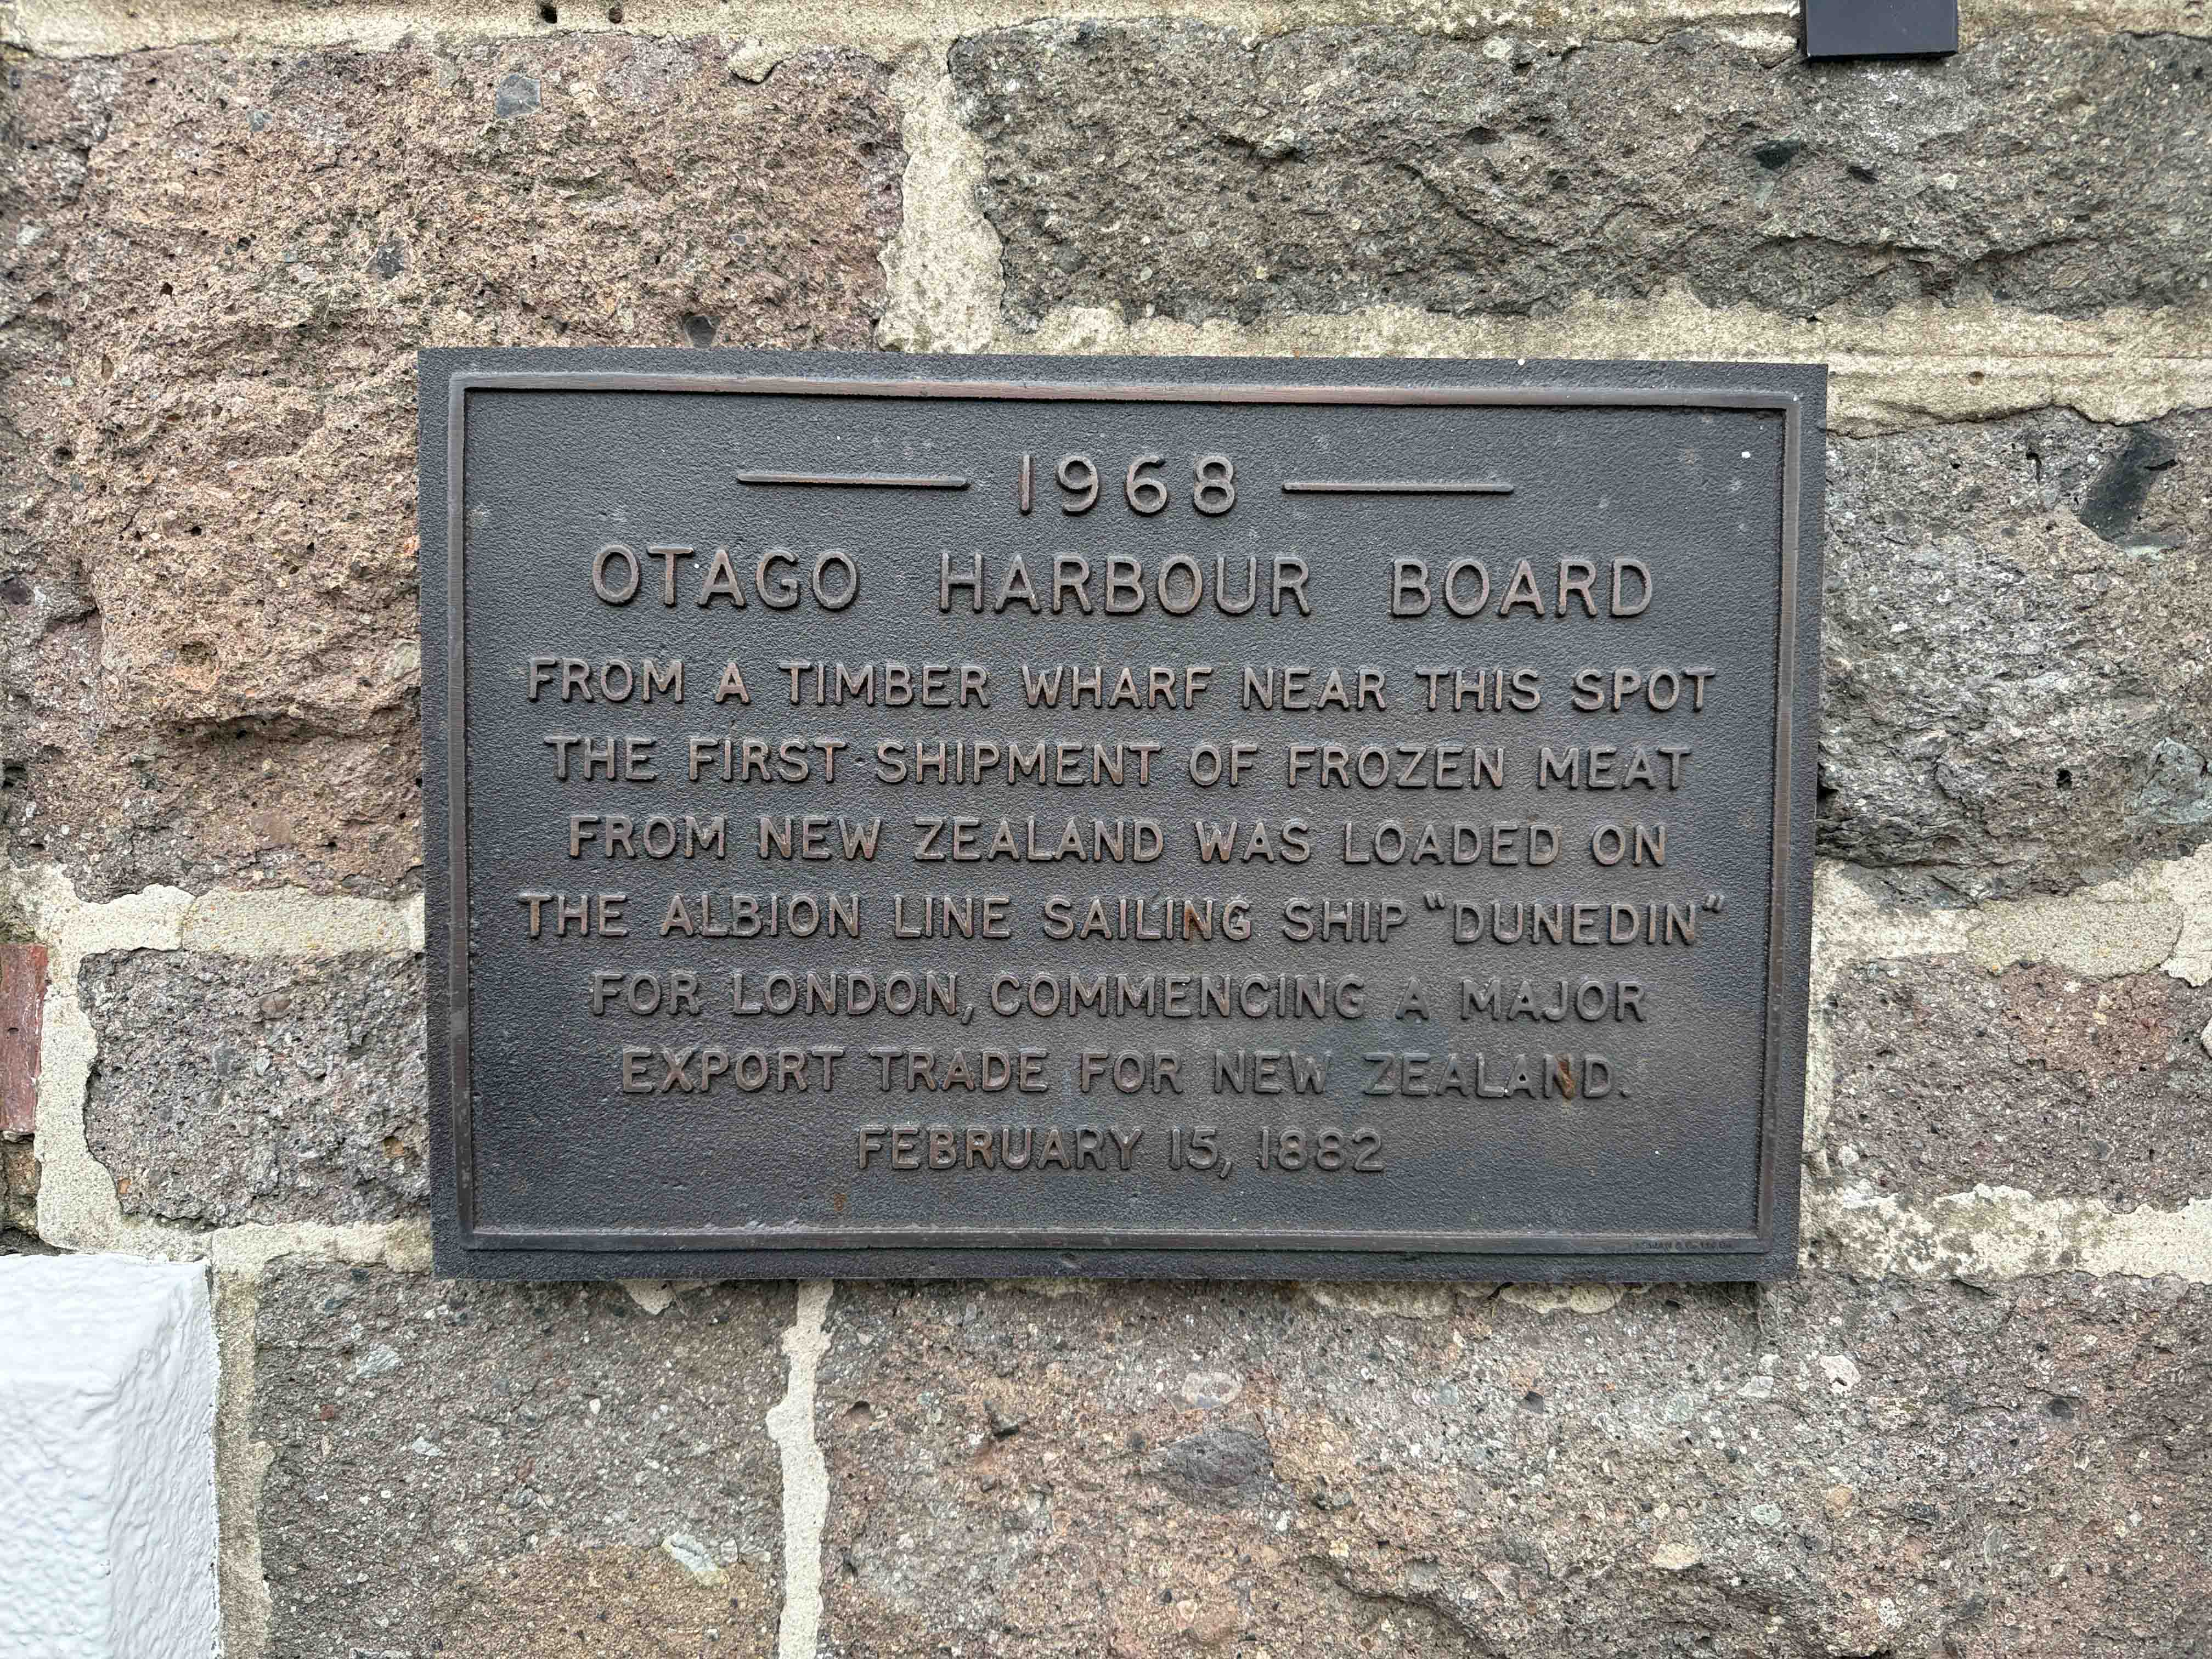 1968
OTAGO HARBOUR BOARD
FROM A TIMBER WHARF NEAR THIS SPOT
THE FIRST SHIPMENT OF FROZEN MEAT
FROM NEW ZEALAND WAS LOADED ON
THE ALBION LINE SAILING SHIP "DUNEDIN"
FOR LONDON, COMMENCING A MAJOR
EXPORT TRADE FOR NEW ZEALAND.
FEBRUARY 15, 1882